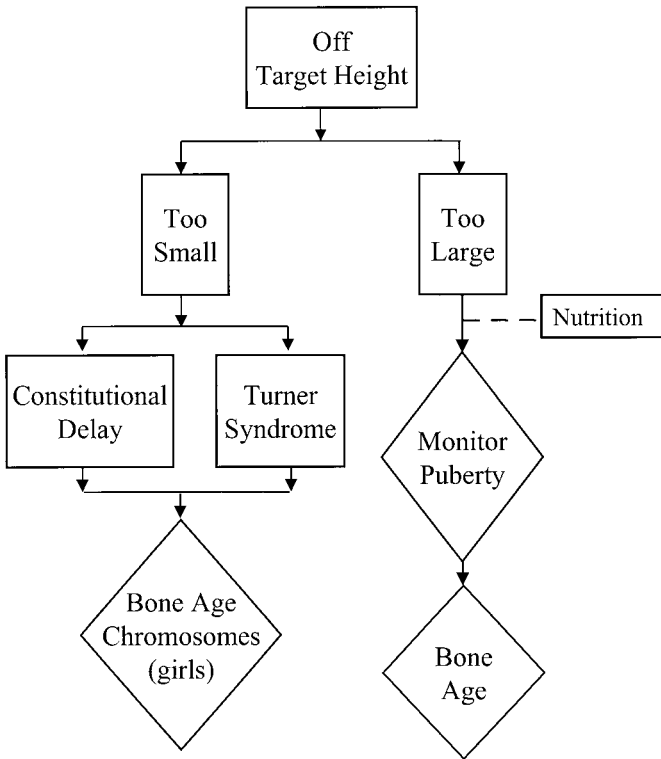 Off
Target Height
Too
Small
Too
Large
Nutrition
Constitutional
Delay
Turner
Syndrome
Monitor
Puberty
Bone Age
Chromosomes
(girls)
Bone
Age